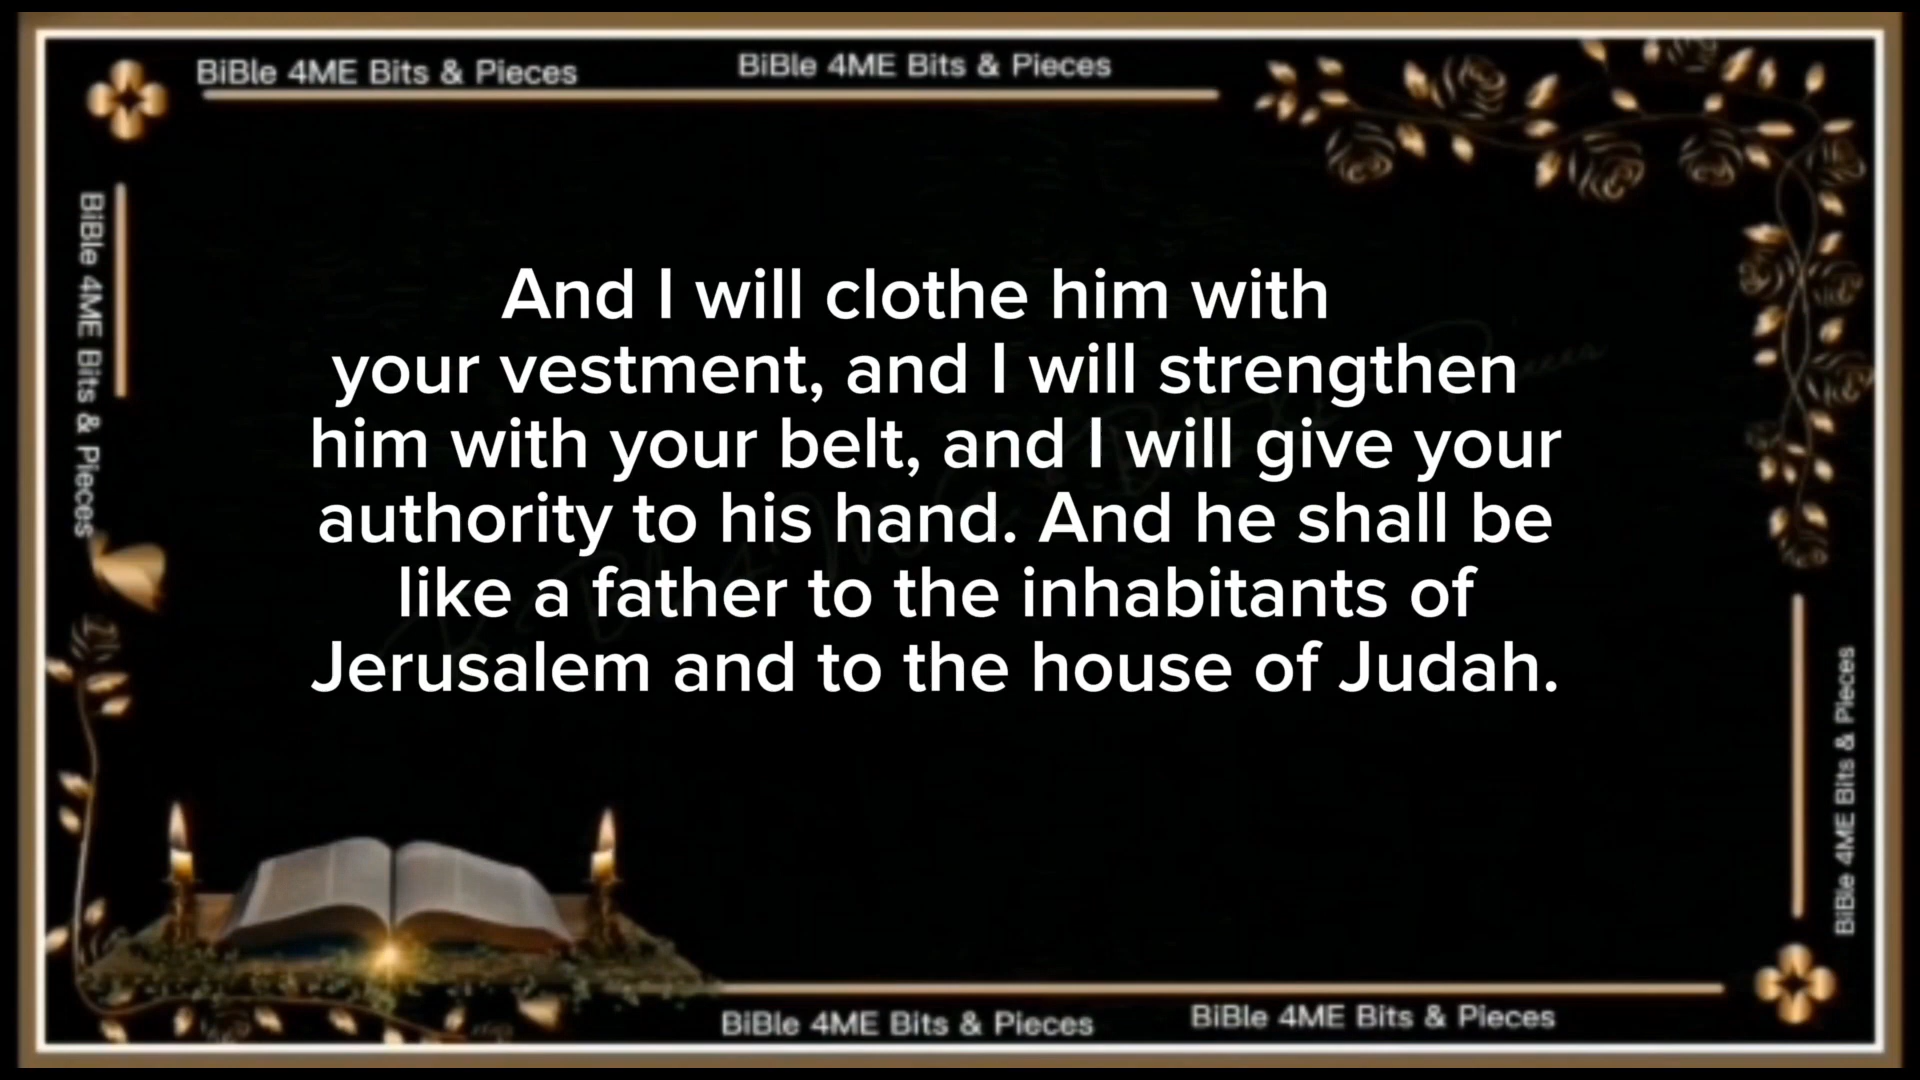 BiBle 4ME Bits & Pieces
BiBle 4ME Bits & Pieces
BiBle 4ME Bits & Pieces
And I will clothe him with
your vestment, and I will strengthen
him with your belt, and I will give your
authority to his hand. And he shall be
like a father to the inhabitants of
Jerusalem and to the house of Judah.
BiBle 4ME Bits & Pieces
BiBle 4ME Bits & Pieces
BiBle 4ME Bits & Pieces